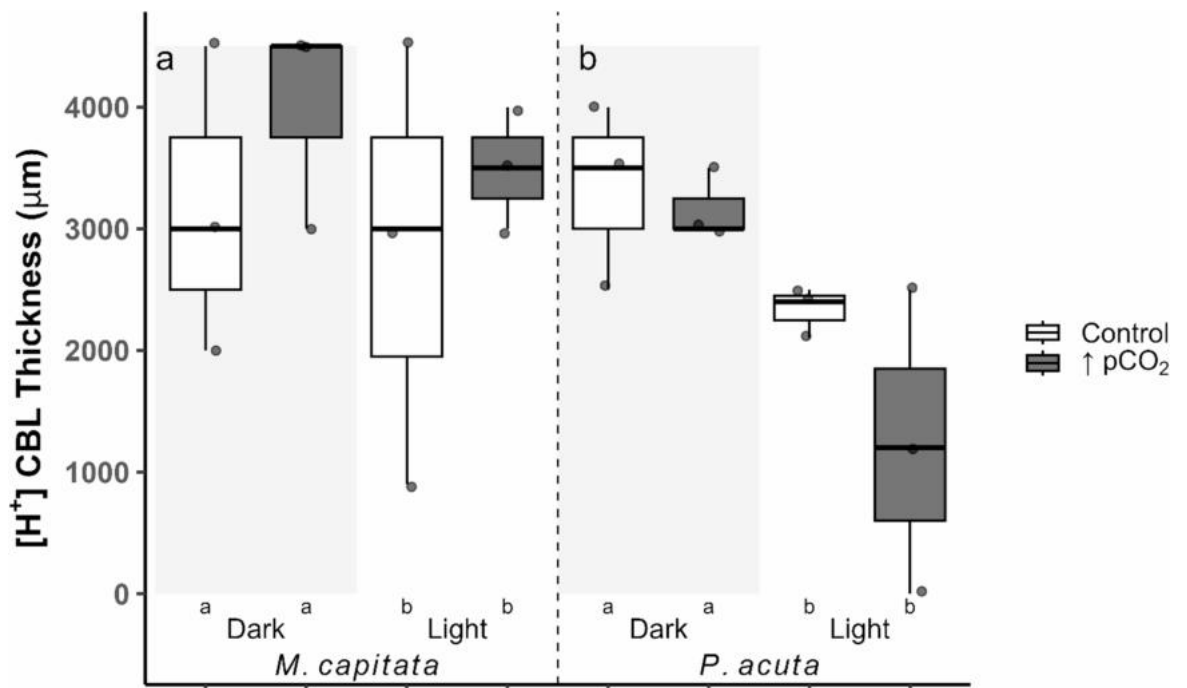 [H⁺] CBL Thickness (μm)
4000
3000
2000
1000
0
a
b
a a b b a a b b
Dark Light Dark Light
M. capitata P. acuta
Control
↑ pCO₂